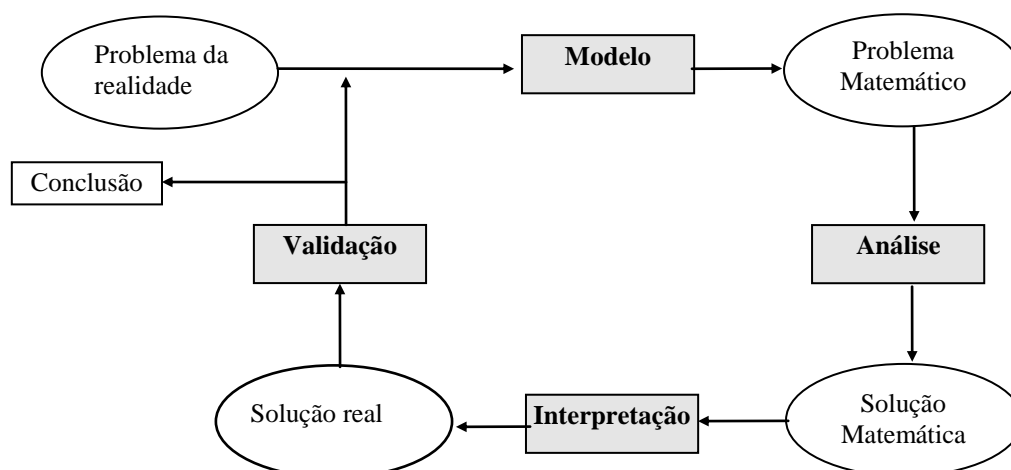 Problema da
realidade
Modelo
Problema
Matemático
Conclusão
Validação
Análise
Solução real
Interpretação
Solução
Matemática